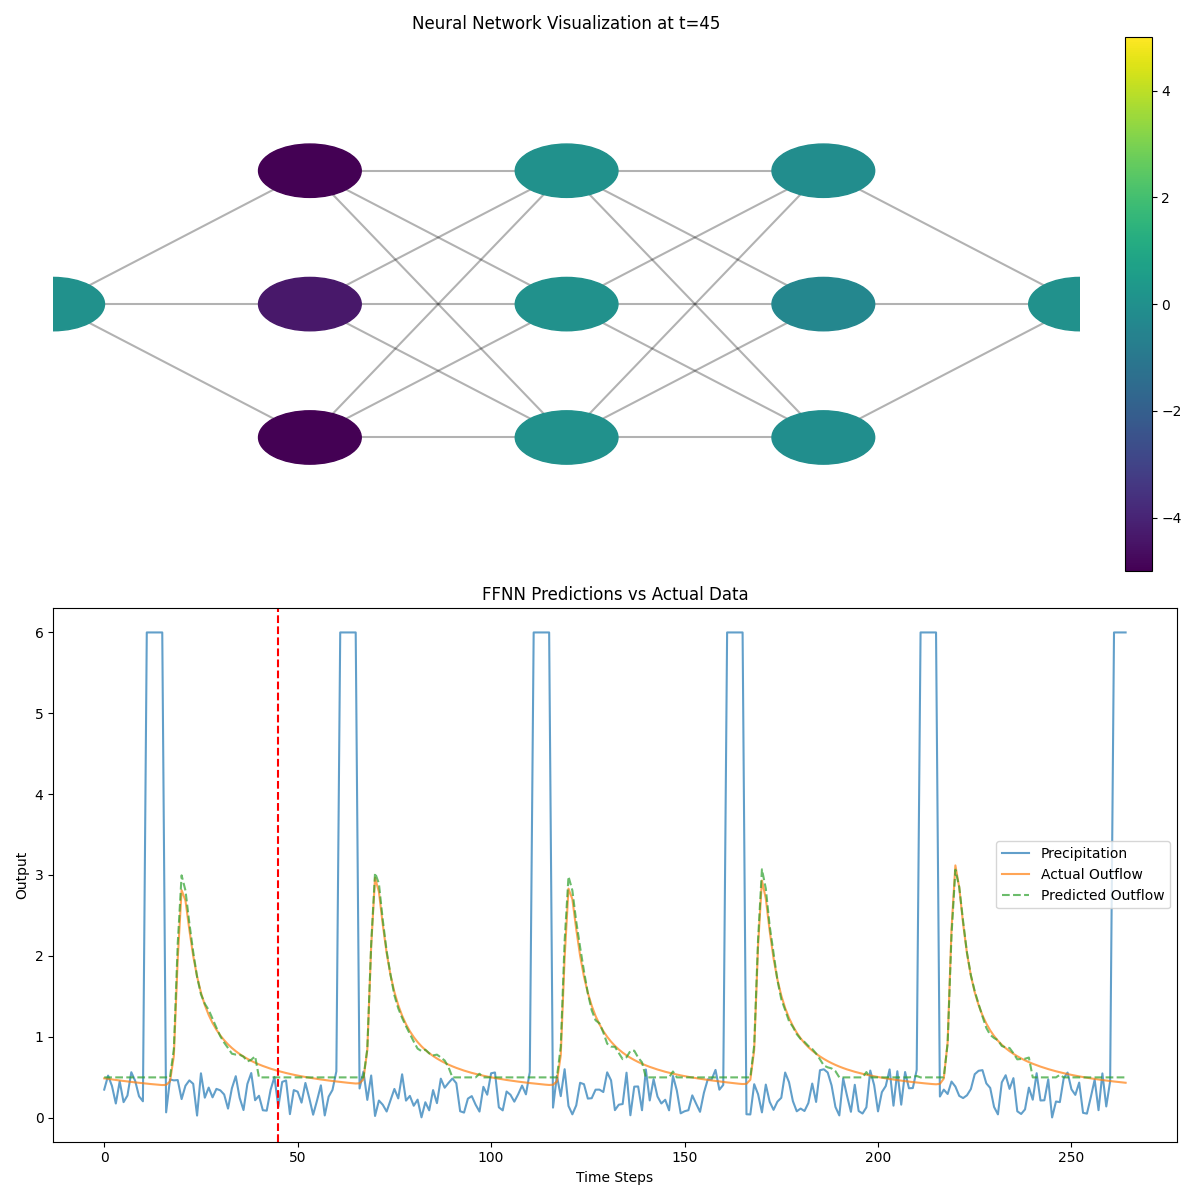 Neural Network Visualization at t=45
4
2
0
−2
−4
FFNN Predictions vs Actual Data
6
5
4
3
2
1
0
Output
Precipitation
Actual Outflow
Predicted Outflow
0 50 100 150 200 250
Time Steps